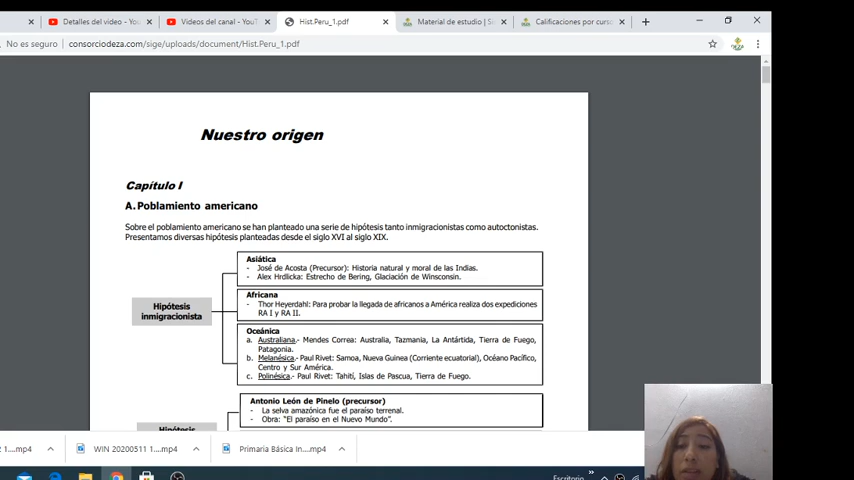 Detalles del video - You
Videos del canal - YouT
Hist.Peru_1.pdf
Material de estudio | Si
Calificaciones por curso
No es seguro | consorciodeza.com/sige/uploads/document/Hist.Peru_1.pdf
Nuestro origen
Capítulo I
A. Poblamiento americano
Sobre el poblamiento americano se han planteado una serie de hipótesis tanto inmigracionistas como autoctonistas.
Presentamos diversas hipótesis planteadas desde el siglo XVI al siglo XIX.
Hipótesis
inmigracionista
Asiática
- José de Acosta (Precursor): Historia natural y moral de las Indias.
- Alex Hrdlicka: Estrecho de Bering, Glaciación de Winsconsin.
Africana
- Thor Heyerdahl: Para probar la llegada de africanos a América realiza dos expediciones
RA I y RA II.
Oceánica
a. Australiana.- Mendes Correa: Australia, Tazmania, La Antártida, Tierra de Fuego,
Patagonia.
b. Melanésica.- Paul Rivet: Samoa, Nueva Guinea (Corriente ecuatorial), Océano Pacífico,
Centro y Sur América.
c. Polinésica.- Paul Rivet: Tahití, Islas de Pascua, Tierra de Fuego.
Hipótesis
Antonio León de Pinelo (precursor)
- La selva amazónica fue el paraíso terrenal.
- Obra: "El paraíso en el Nuevo Mundo".
1....mp4
WIN 20200511 1....mp4
Primaria Básica In....mp4
Escritorio